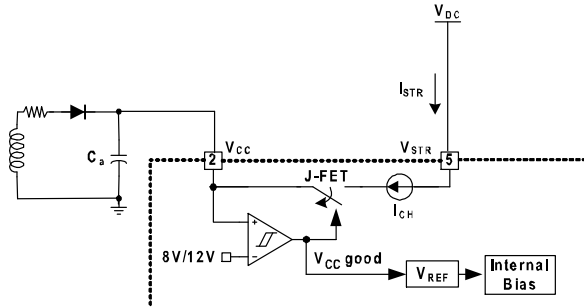 V_DC
I_STR
C_a
2
V_CC
V_STR
5
J-FET
I_CH
+
−
8V/12V
V_CC good
V_REF
Internal
Bias